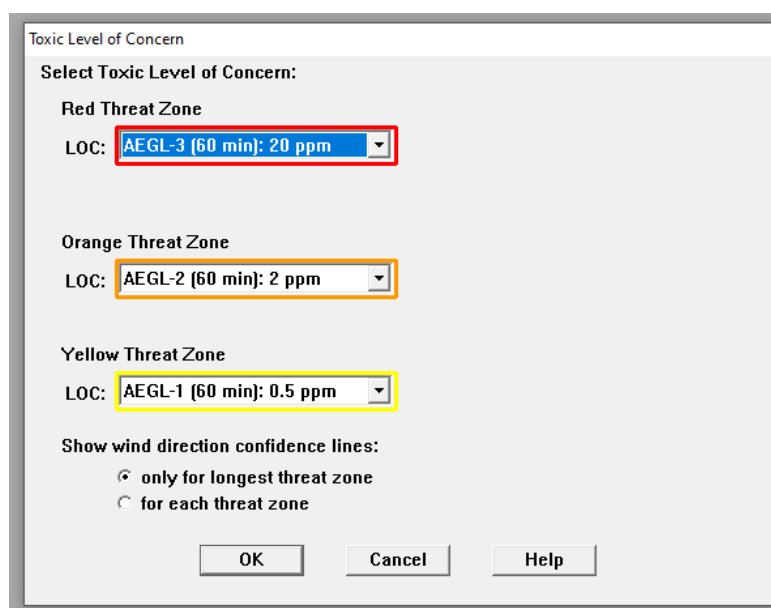 Toxic Level of Concern
Select Toxic Level of Concern:
Red Threat Zone
LOC: AEGL-3 (60 min): 20 ppm
Orange Threat Zone
LOC: AEGL-2 (60 min): 2 ppm
Yellow Threat Zone
LOC: AEGL-1 (60 min): 0.5 ppm
Show wind direction confidence lines:
only for longest threat zone
for each threat zone
OK Cancel Help